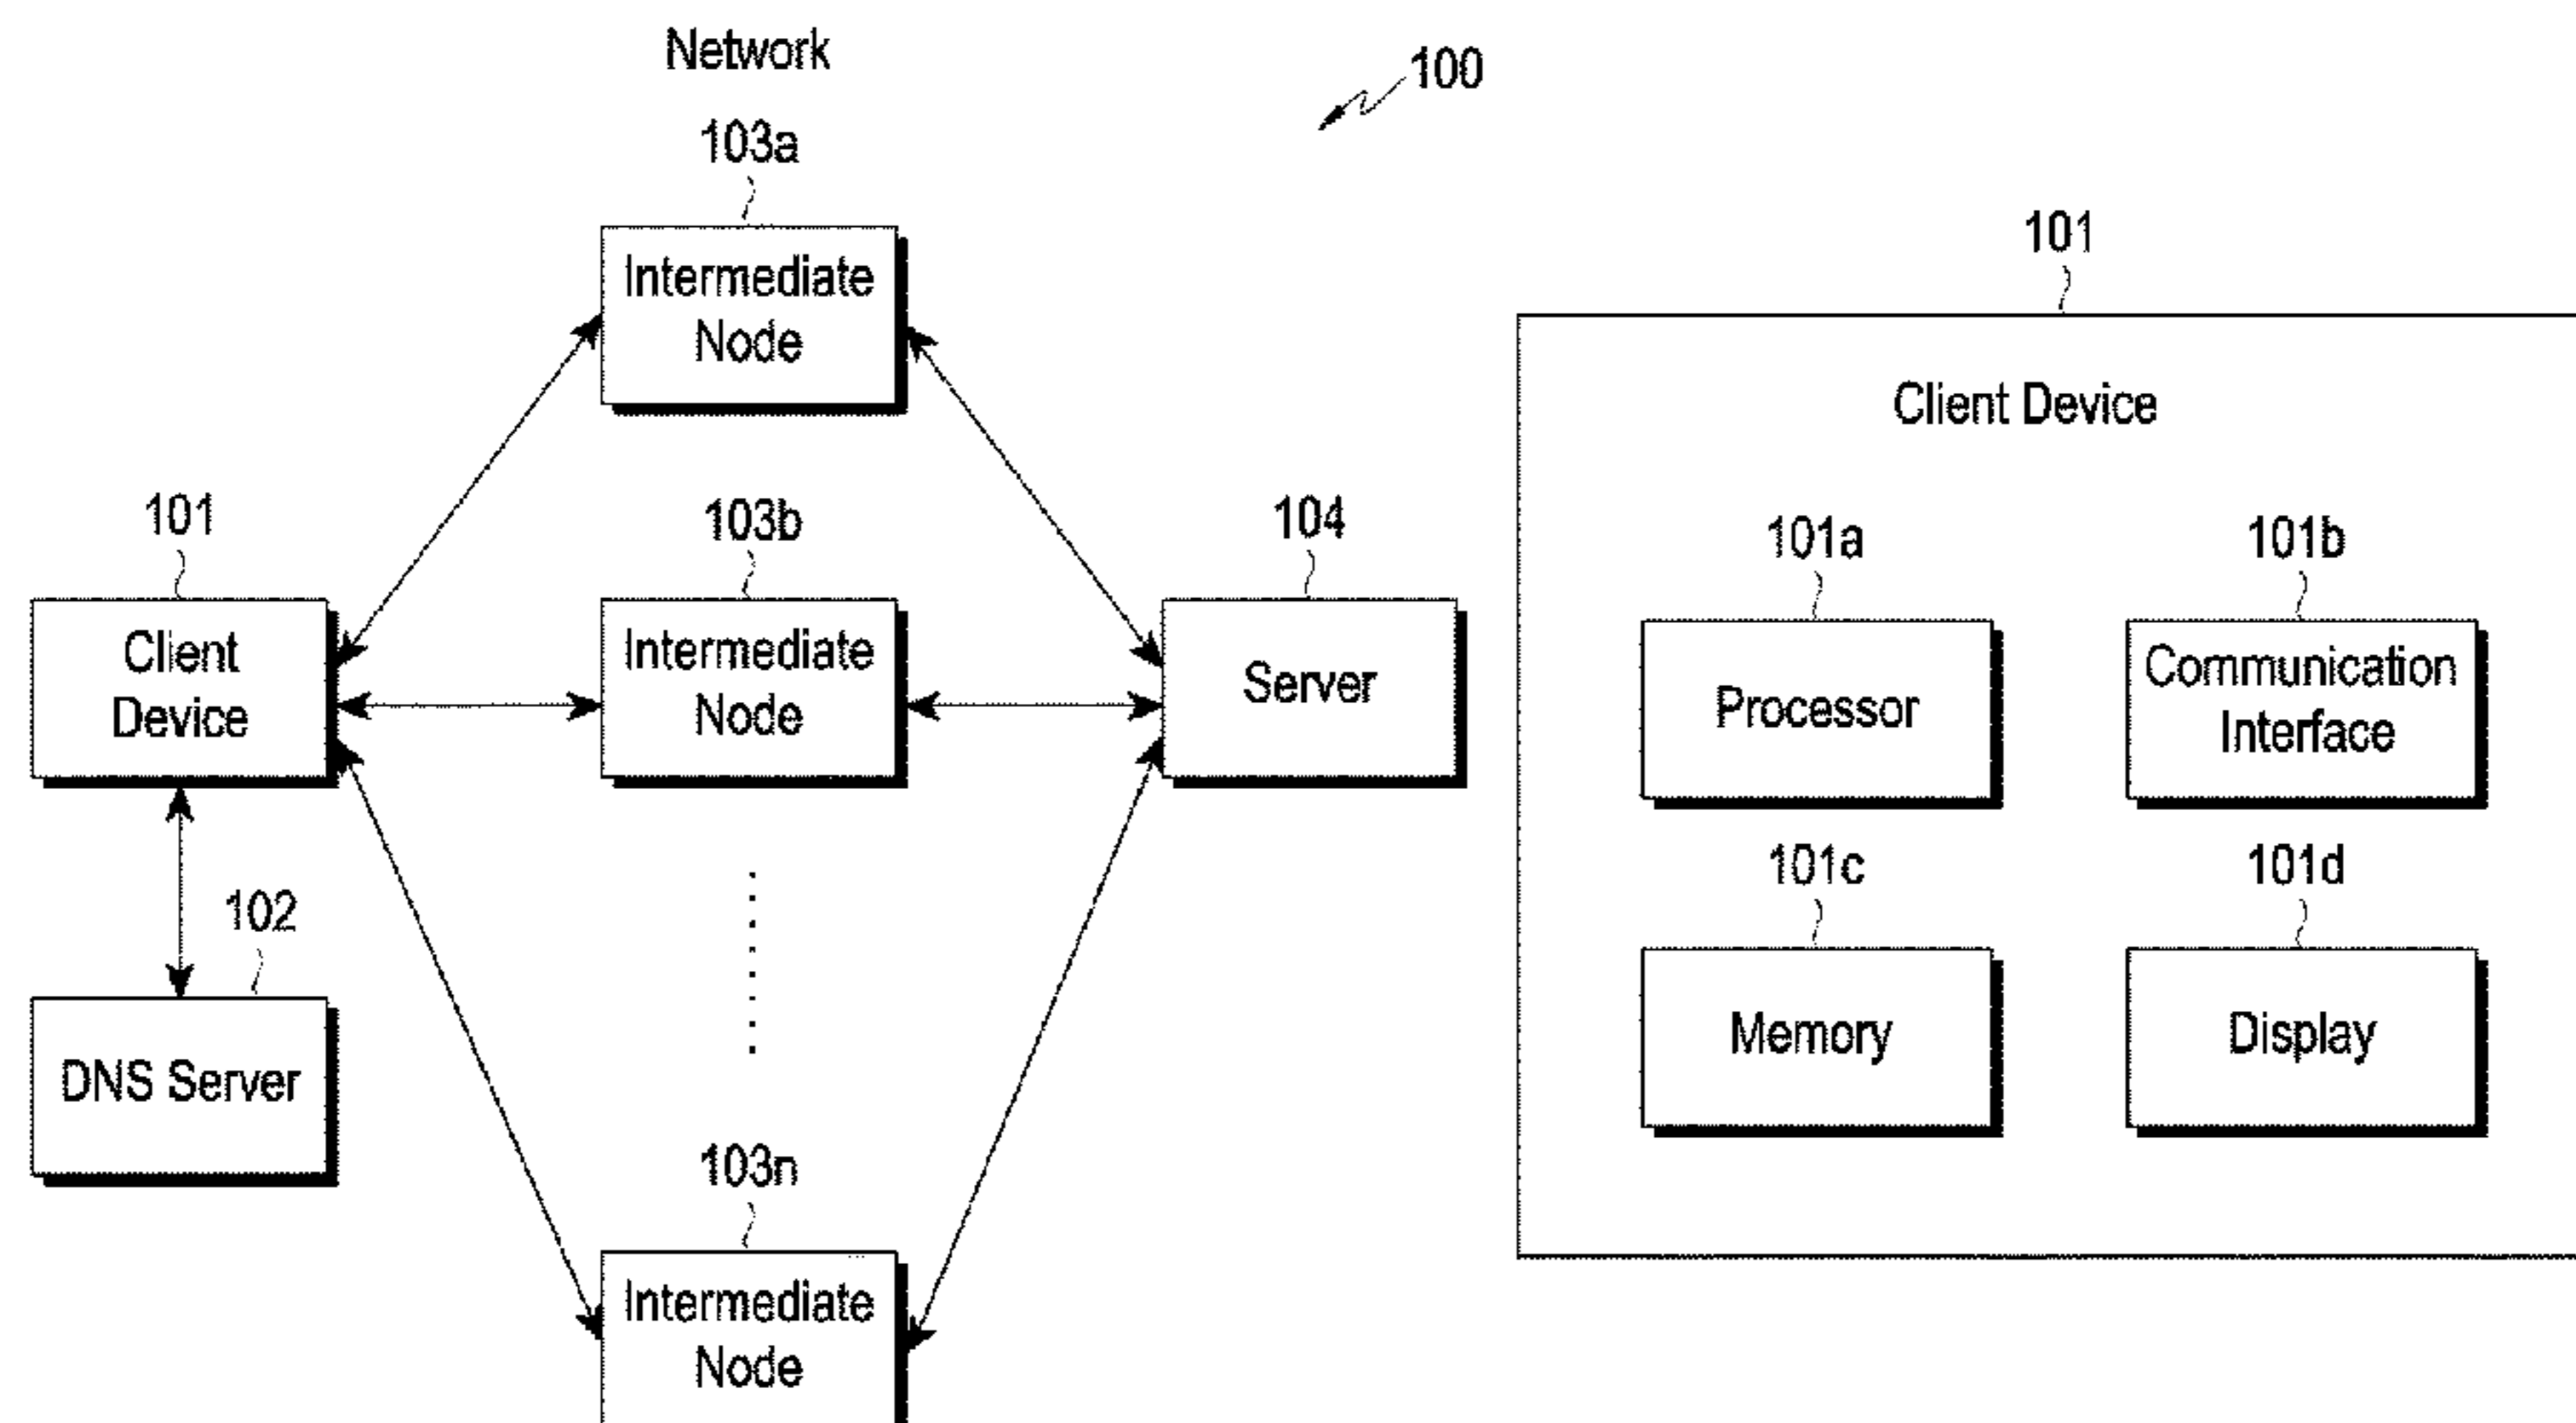 Network
100
103a
Intermediate
Node
101
Client
Device
103b
Intermediate
Node
104
Server
102
DNS Server
103n
Intermediate
Node
101
Client Device
101a
Processor
101b
Communication
Interface
101c
Memory
101d
Display